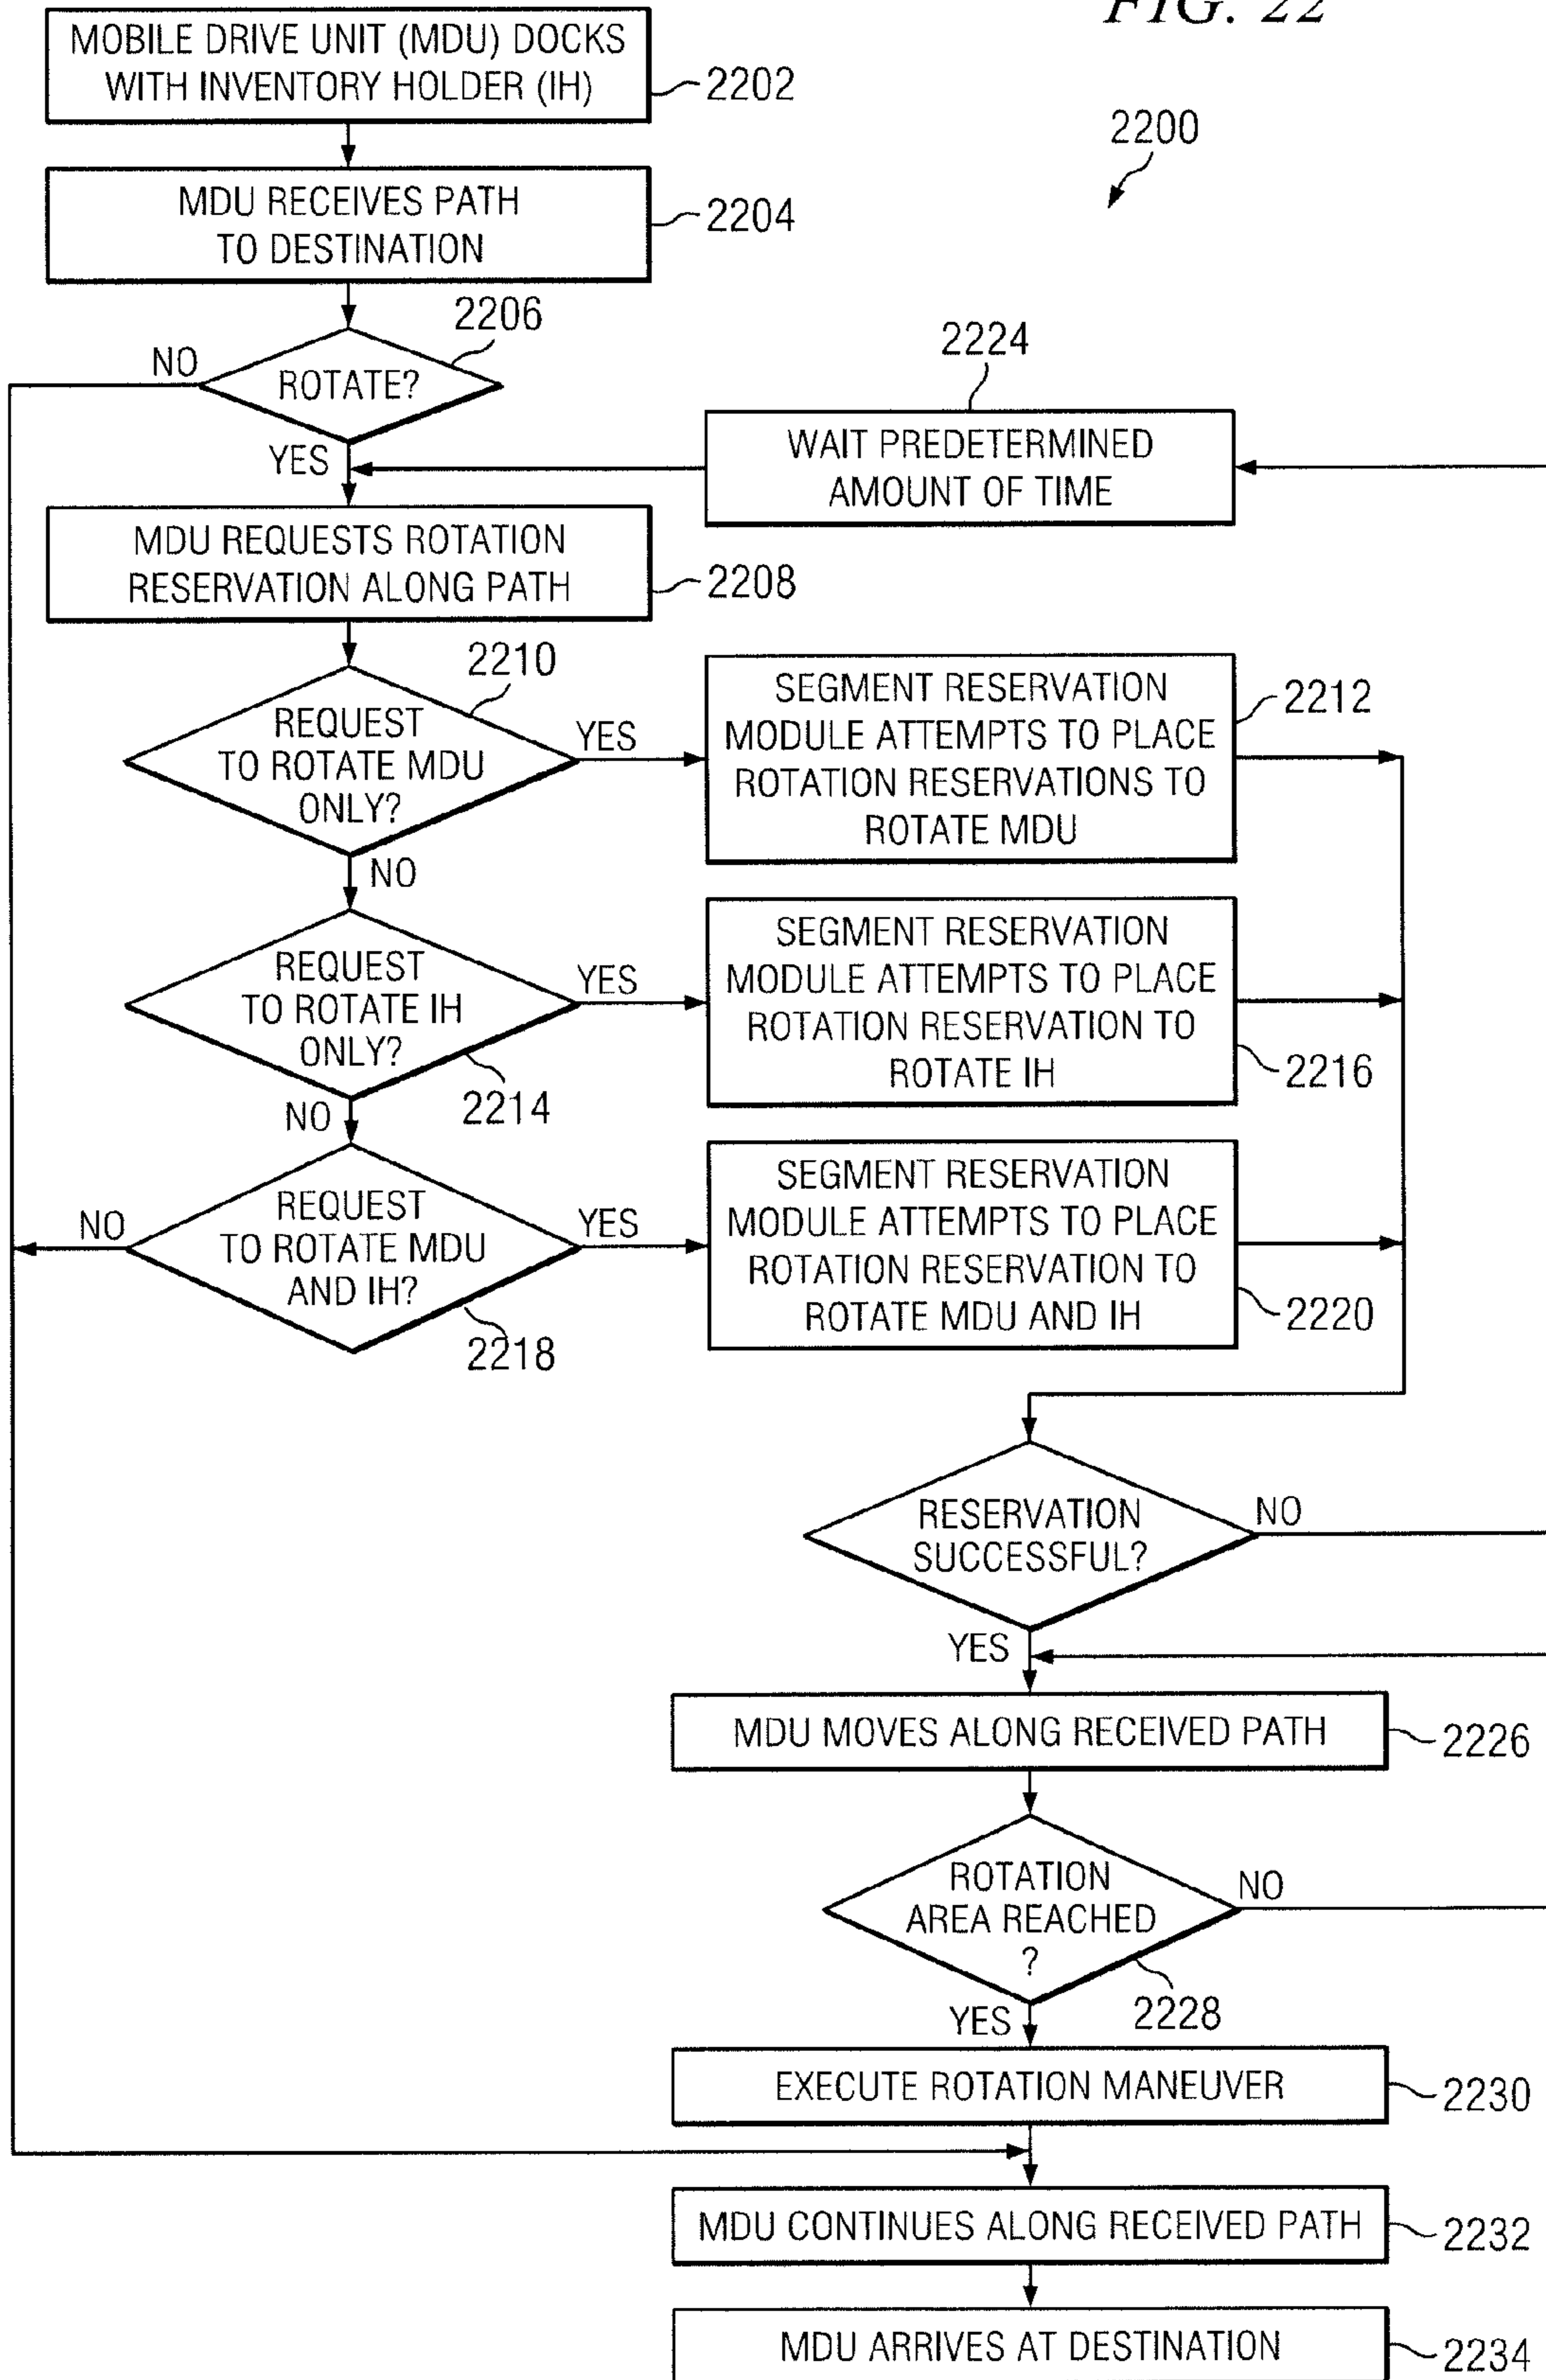 FIG. 22
MOBILE DRIVE UNIT (MDU) DOCKS
WITH INVENTORY HOLDER (IH)
2202
2200
MDU RECEIVES PATH
TO DESTINATION
2204
2206
NO
ROTATE?
YES
2224
WAIT PREDETERMINED
AMOUNT OF TIME
MDU REQUESTS ROTATION
RESERVATION ALONG PATH
2208
2210
REQUEST
TO ROTATE MDU
ONLY?
YES
NO
SEGMENT RESERVATION
MODULE ATTEMPTS TO PLACE
ROTATION RESERVATIONS TO
ROTATE MDU
2212
REQUEST
TO ROTATE IH
ONLY?
YES
2214
NO
SEGMENT RESERVATION
MODULE ATTEMPTS TO PLACE
ROTATION RESERVATION TO
ROTATE IH
2216
NO
REQUEST
TO ROTATE MDU
AND IH?
YES
2218
SEGMENT RESERVATION
MODULE ATTEMPTS TO PLACE
ROTATION RESERVATION TO
ROTATE MDU AND IH
2220
RESERVATION
SUCCESSFUL?
NO
YES
MDU MOVES ALONG RECEIVED PATH
2226
ROTATION
AREA REACHED
?
NO
2228
YES
EXECUTE ROTATION MANEUVER
2230
MDU CONTINUES ALONG RECEIVED PATH
2232
MDU ARRIVES AT DESTINATION
2234